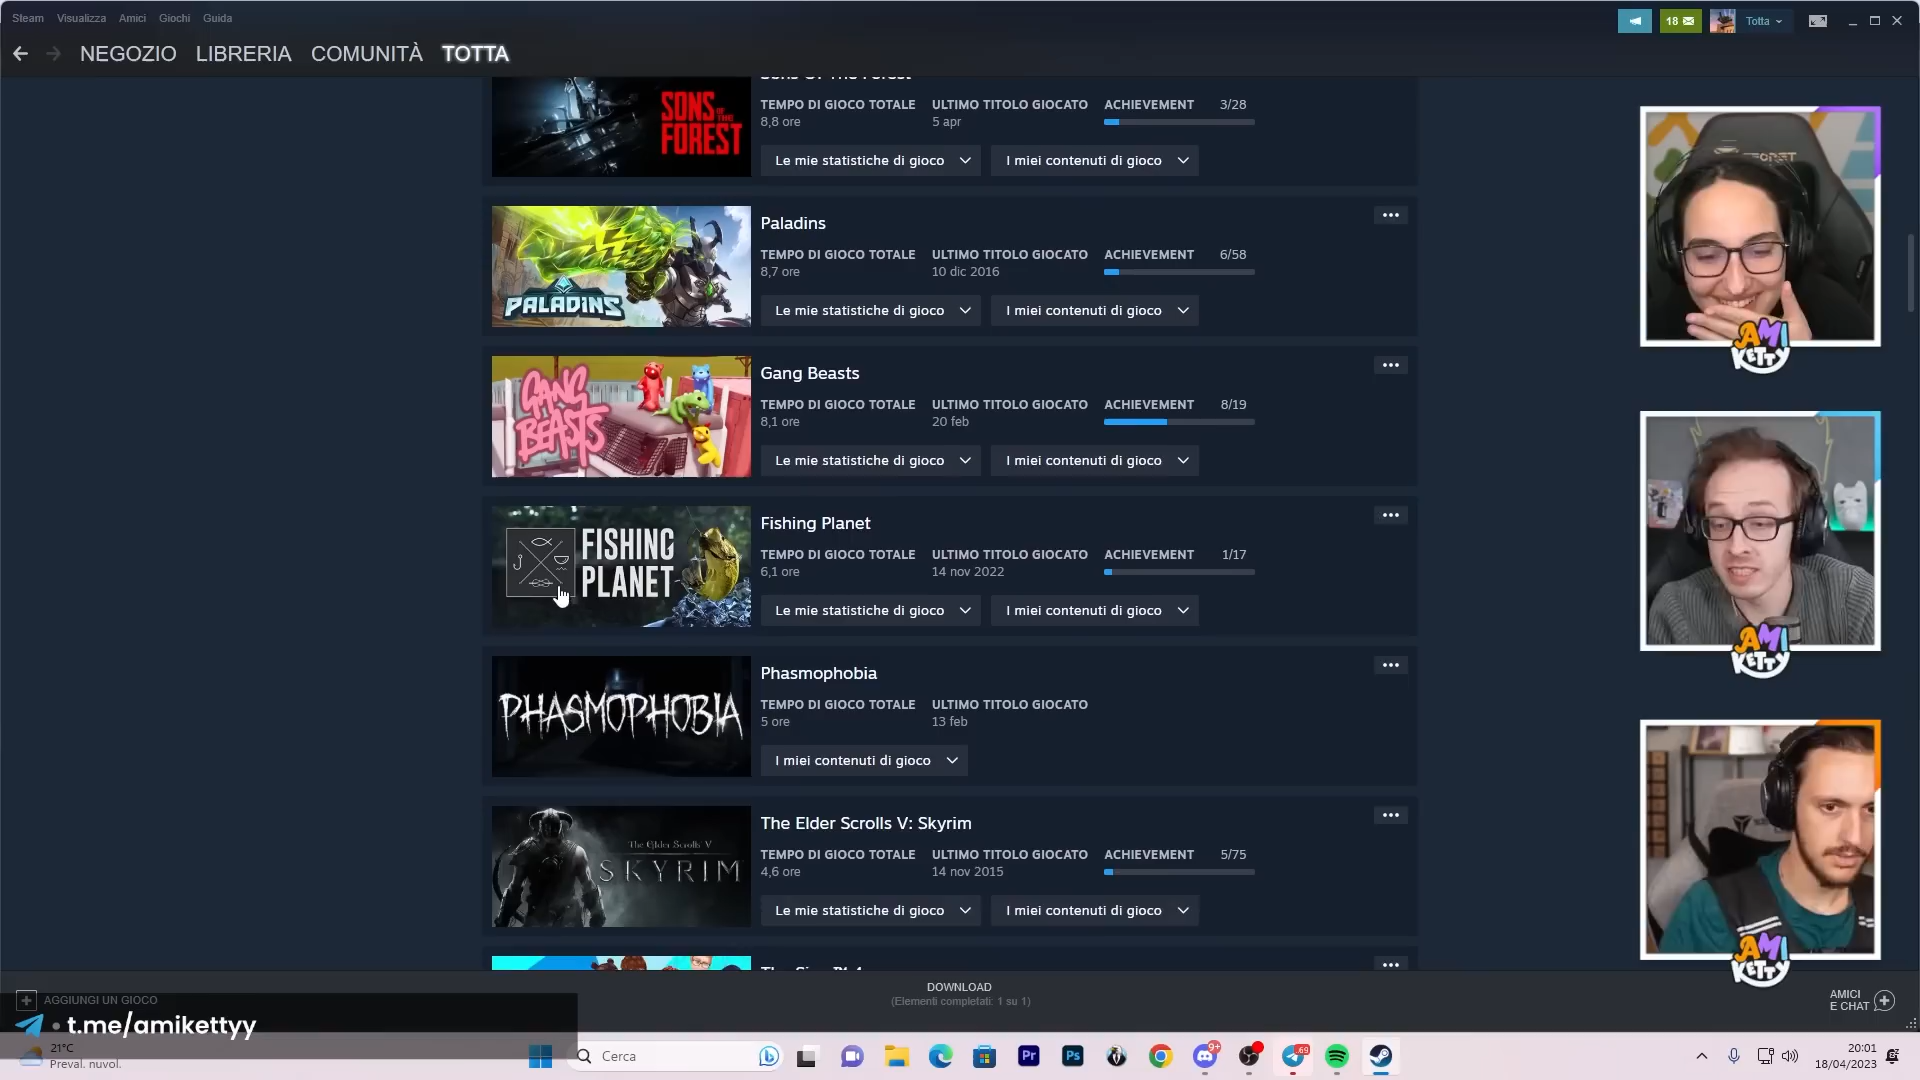 Steam Visualizza Amici Giochi Guida
18 Totta
NEGOZIO LIBRERIA COMUNITÀ TOTTA
Sons Of The Forest
SONS OF THE FOREST
TEMPO DI GIOCO TOTALE ULTIMO TITOLO GIOCATO ACHIEVEMENT 3/28
8,8 ore 5 apr
Le mie statistiche di gioco I miei contenuti di gioco
PALADINS
Paladins
TEMPO DI GIOCO TOTALE ULTIMO TITOLO GIOCATO ACHIEVEMENT 6/58
8,7 ore 10 dic 2016
Le mie statistiche di gioco I miei contenuti di gioco
GANG BEASTS
Gang Beasts
TEMPO DI GIOCO TOTALE ULTIMO TITOLO GIOCATO ACHIEVEMENT 8/19
8,1 ore 20 feb
Le mie statistiche di gioco I miei contenuti di gioco
FISHING PLANET
Fishing Planet
TEMPO DI GIOCO TOTALE ULTIMO TITOLO GIOCATO ACHIEVEMENT 1/17
6,1 ore 14 nov 2022
Le mie statistiche di gioco I miei contenuti di gioco
PHASMOPHOBIA
Phasmophobia
TEMPO DI GIOCO TOTALE ULTIMO TITOLO GIOCATO
5 ore 13 feb
I miei contenuti di gioco
The Elder Scrolls V
SKYRIM
The Elder Scrolls V: Skyrim
TEMPO DI GIOCO TOTALE ULTIMO TITOLO GIOCATO ACHIEVEMENT 5/75
4,6 ore 14 nov 2015
Le mie statistiche di gioco I miei contenuti di gioco
AMI KETTY
AMI KETTY
AMI KETTY
AGGIUNGI UN GIOCO
DOWNLOAD
(Elementi completati: 1 su 1)
AMICI
E CHAT
t.me/amikettyy
21°C
Preval. nuvol.
Cerca
Pr
Ps
9+
69
20:01
18/04/2023